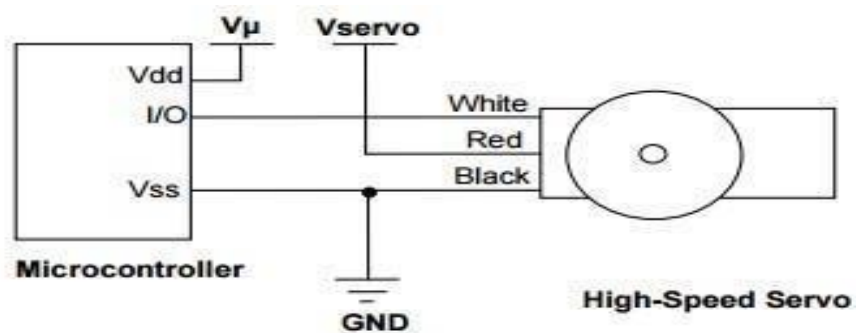 Vµ
Vservo
Vdd
I/O
White
Red
Black
Vss
Microcontroller
High-Speed Servo
GND